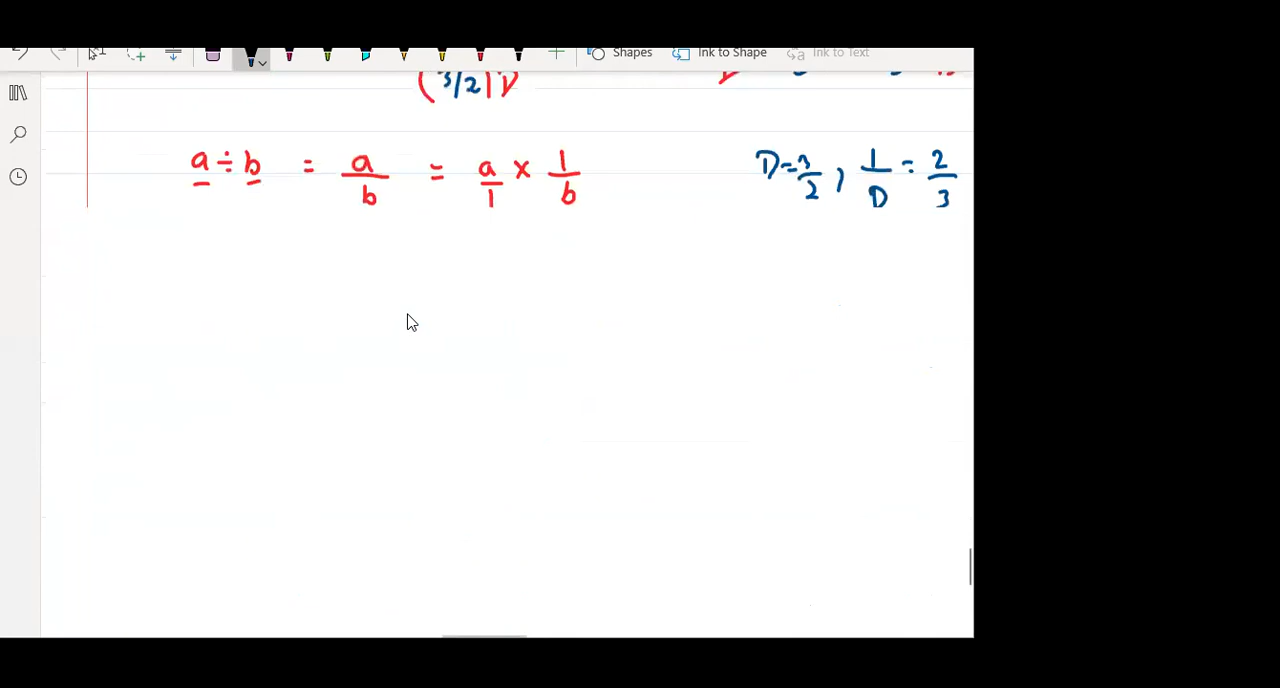 Shapes Ink to Shape Ink to Text
(3/2) D
a ÷ b = a/b = a/1 × 1/b D = 3/2 , 1/D = 2/3